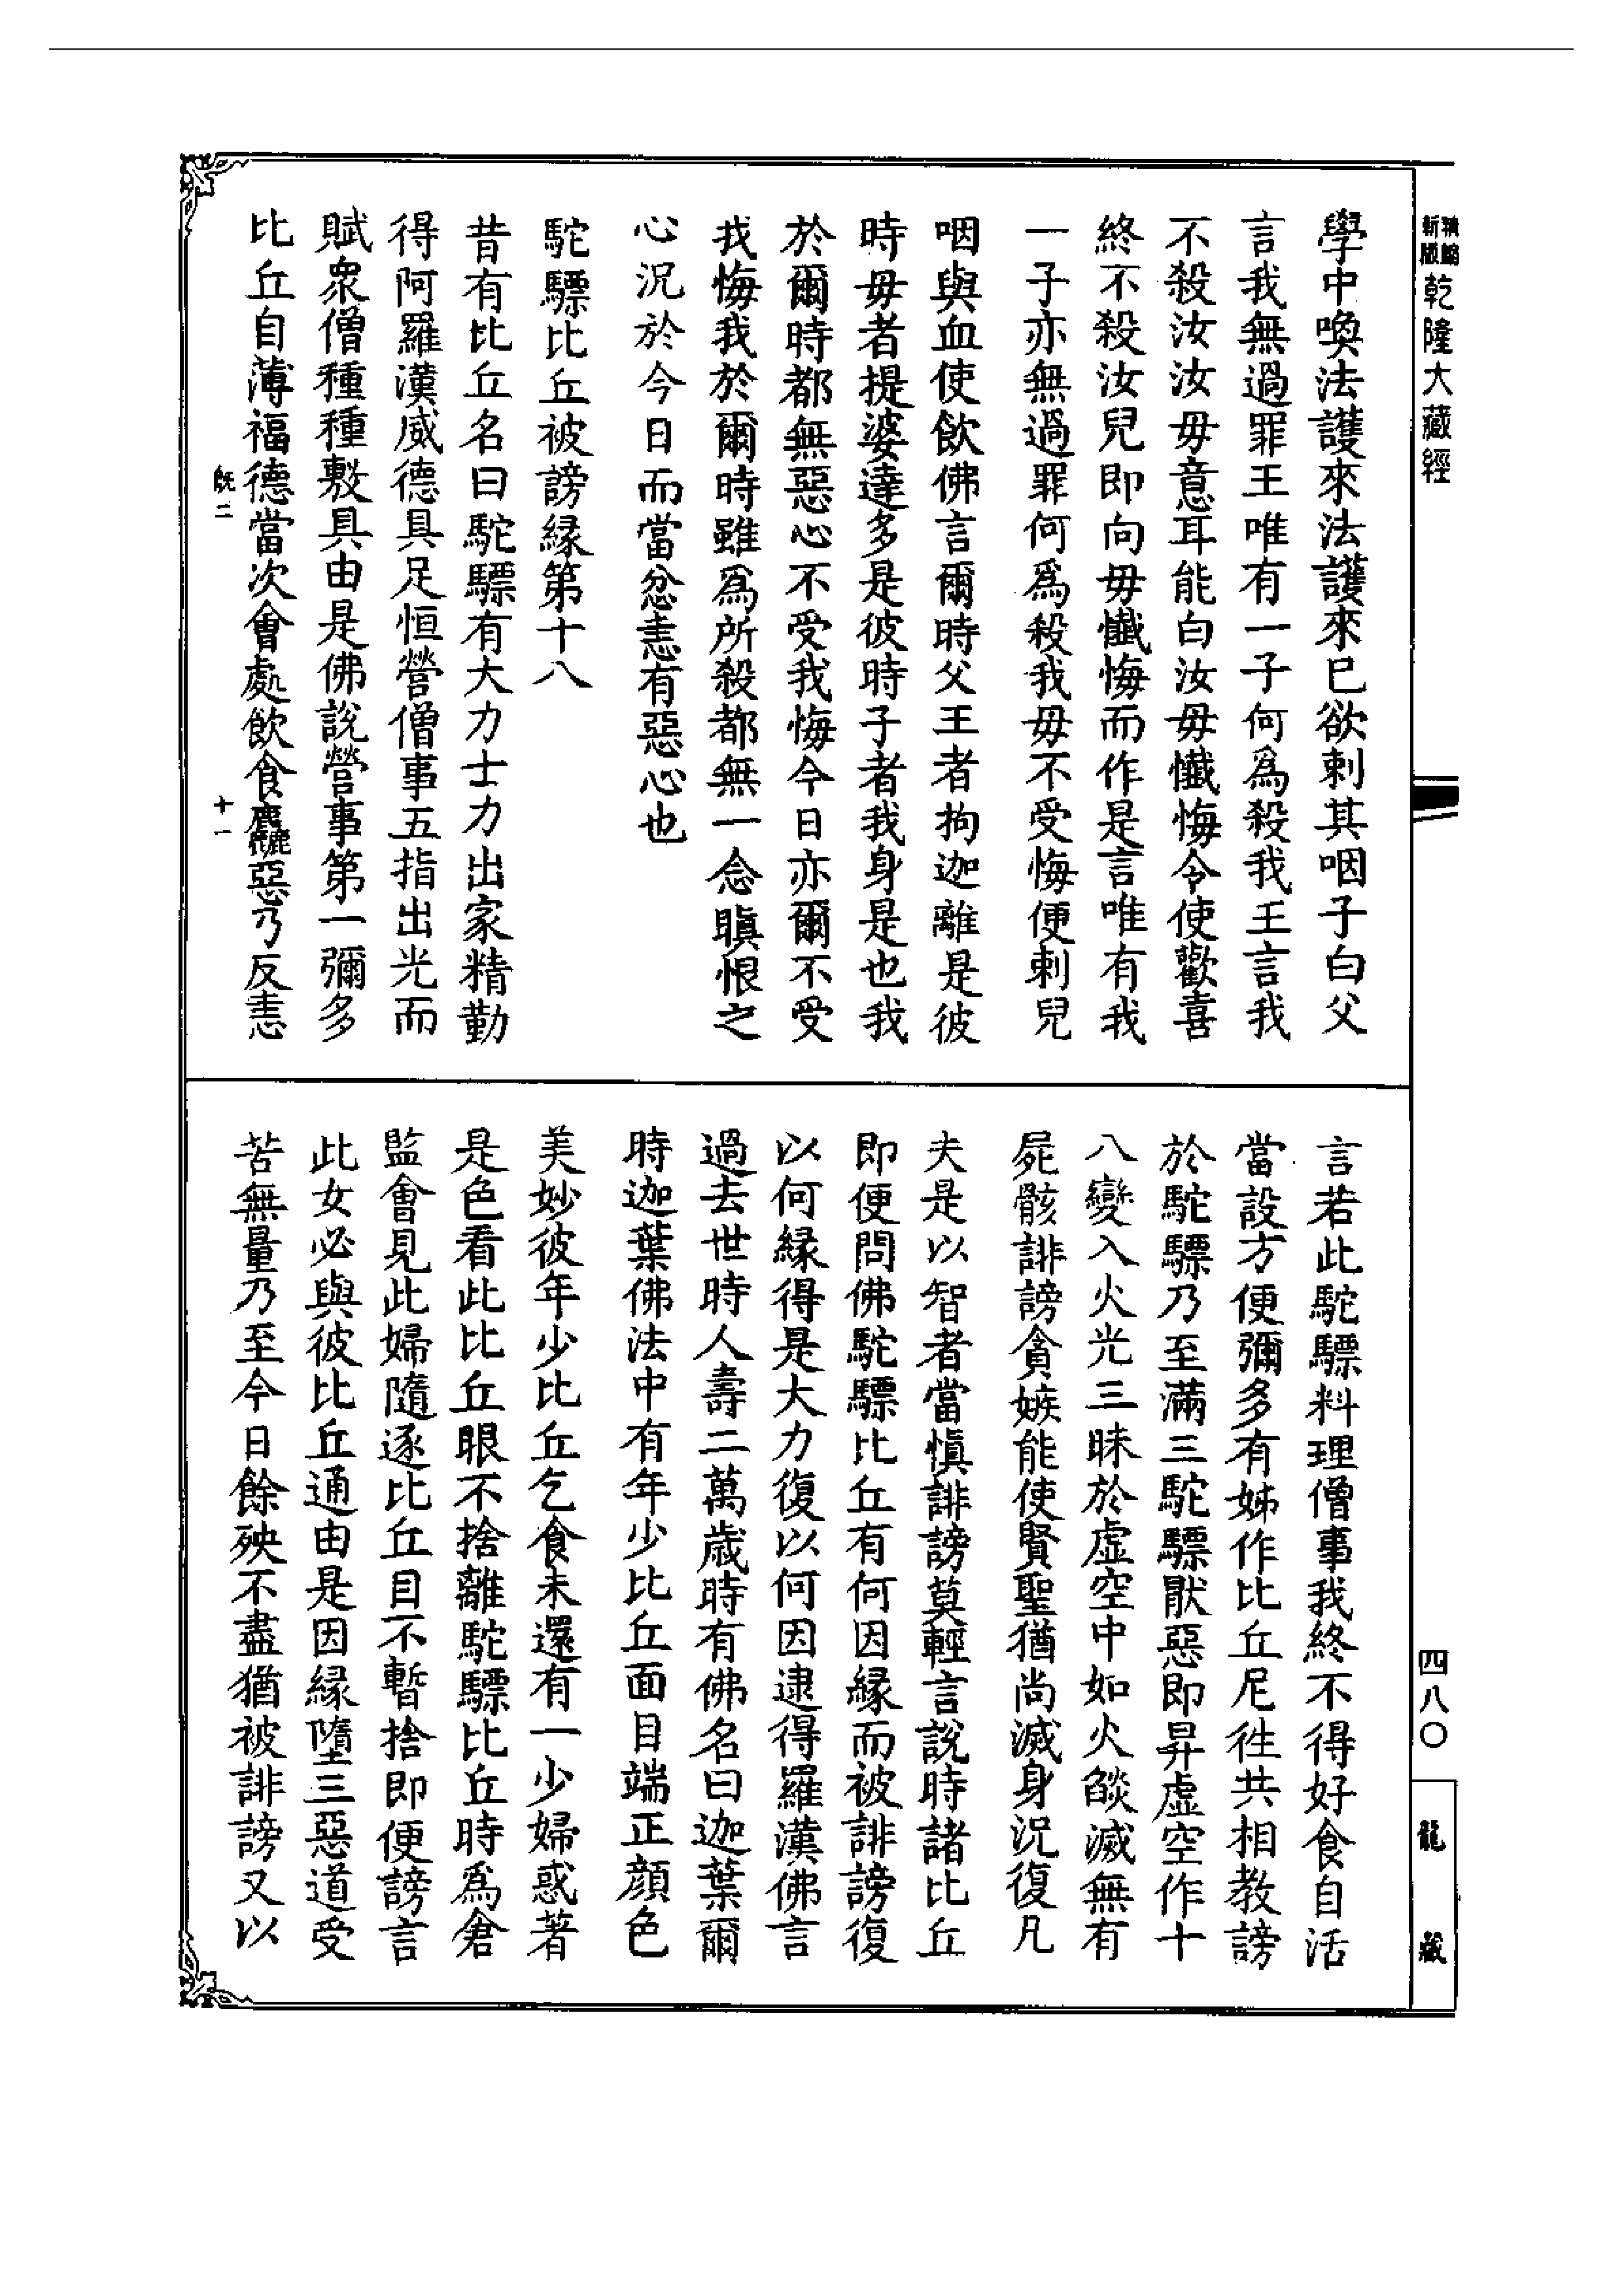 新版
精縮
乾隆大藏經
學中喚法護來法護來已欲刺其咽子白父
言我無過罪王唯有一子何爲殺我王言我
不殺汝汝毋意耳能白汝毋懺悔令使歡喜
終不殺汝兒即向毋懺悔而作是言唯有我
一子亦無過罪何爲殺我毋不受悔便刺兒
咽與血使飲佛言爾時父王者拘迦離是彼
時毋者提婆達多是彼時子者我身是也我
於爾時都無惡心不受我悔今日亦爾不受
我悔我於爾時雖爲所殺都無一念瞋恨之
心況於今日而當忿恚有惡心也
駝驃比丘被謗緣第十八
昔有比丘名曰駝驃有大力士力出家精勤
得阿羅漢威德具足恒營僧事五指出光而
賦衆僧種種敷具由是佛說營事第一彌多
比丘自薄福德當次會處飲食麤惡乃反恚
既二
十一
言若此駝驃料理僧事我終不得好食自活
當設方便彌多有姊作比丘尼徃共相教謗
於駝驃乃至滿三駝驃猒惡即昇虛空作十
八變入火光三昧於虛空中如火燄滅無有
屍骸誹謗貪嫉能使賢聖猶尚滅身況復凡
夫是以智者當慎誹謗莫輕言說時諸比丘
即便問佛駝驃比丘有何因緣而被誹謗復
以何緣得是大力復以何因逮得羅漢佛言
過去世時人壽二萬歲時有佛名曰迦葉爾
時迦葉佛法中有年少比丘面目端正顏色
美妙彼年少比丘乞食未還有一少婦惑著
是色看此比丘眼不捨離駝驃比丘時爲倉
監會見此婦隨逐比丘目不暫捨即便謗言
此女必與彼比丘通由是因緣墮三惡道受
苦無量乃至今日餘殃不盡猶被誹謗又以
四八〇
龍藏